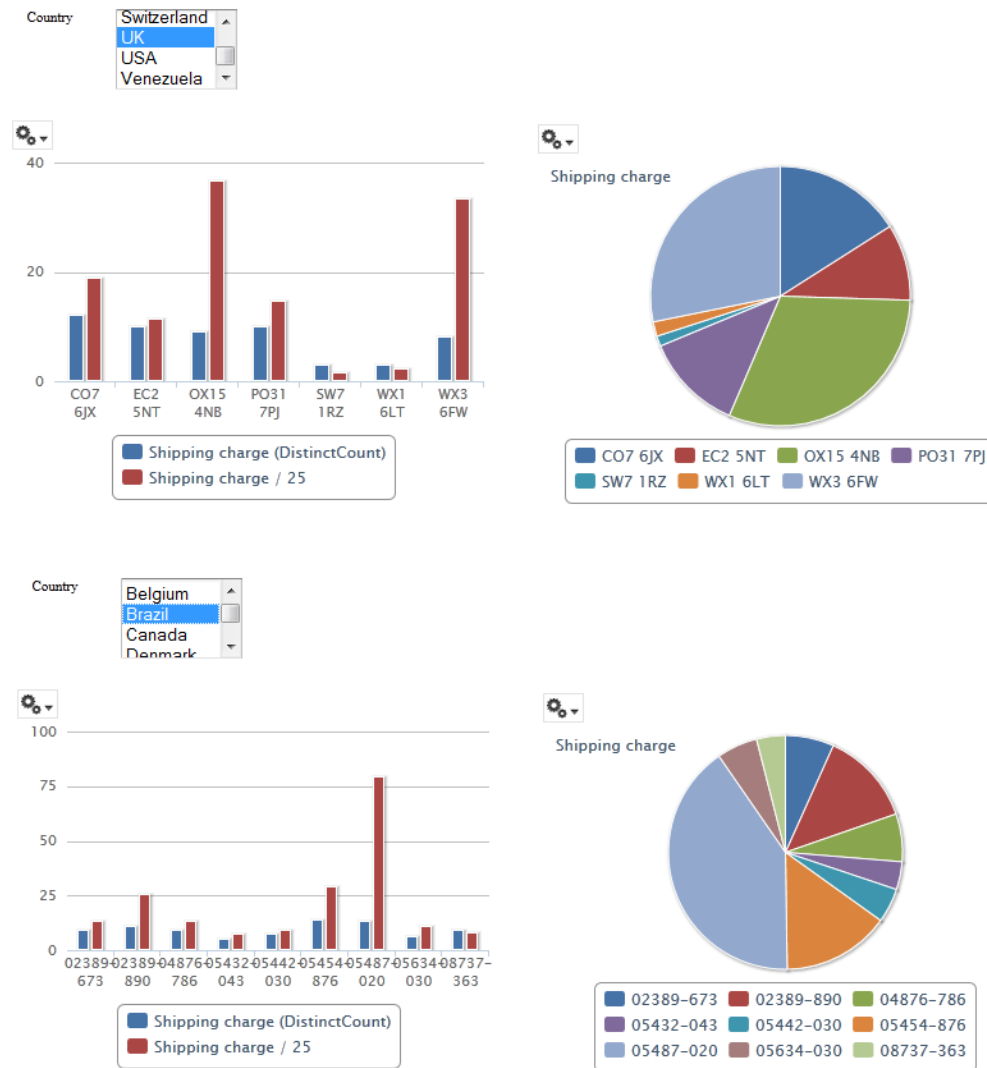 Country
Switzerland
UK
USA
Venezuela
Shipping charge
40
20
0
CO7 6JX
EC2 5NT
OX15 4NB
PO31 7PJ
SW7 1RZ
WX1 6LT
WX3 6FW
Shipping charge (DistinctCount)
Shipping charge / 25
CO7 6JX EC2 5NT OX15 4NB PO31 7PJ
SW7 1RZ WX1 6LT WX3 6FW
Country
Belgium
Brazil
Canada
Denmark
Shipping charge
100
75
50
25
0
02389-673
02389-890
04876-786
05432-043
05442-030
05454-876
05487-020
05634-030
08737-363
Shipping charge (DistinctCount)
Shipping charge / 25
02389-673 02389-890 04876-786
05432-043 05442-030 05454-876
05487-020 05634-030 08737-363